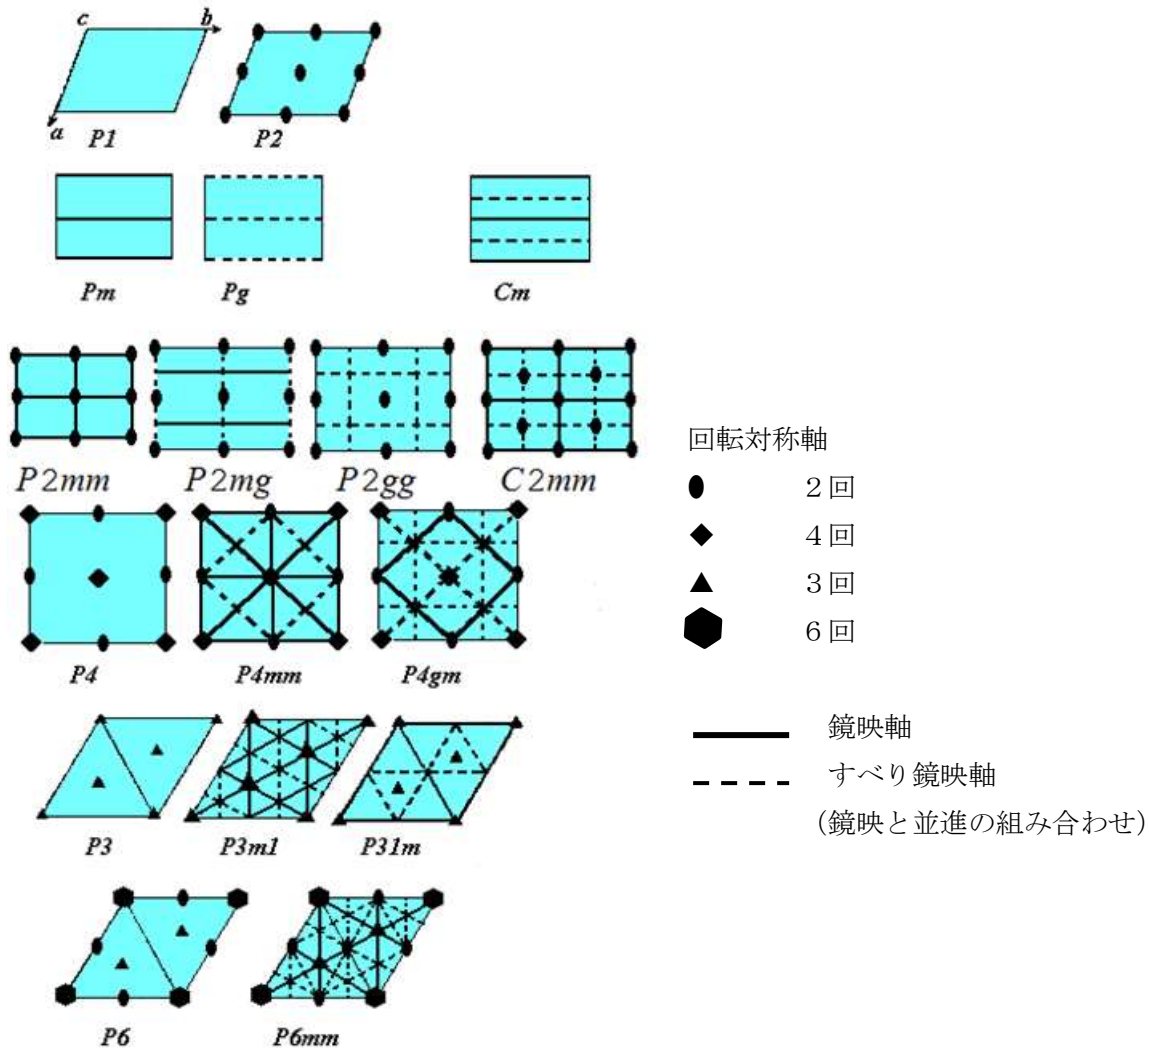 c b
a P1 P2
Pm Pg Cm
P2mm P2mg P2gg C2mm
P4 P4mm P4gm
P3 P3m1 P31m
P6 P6mm
回転対称軸
2回
4回
3回
6回
鏡映軸
すべり鏡映軸
(鏡映と並進の組み合わせ)